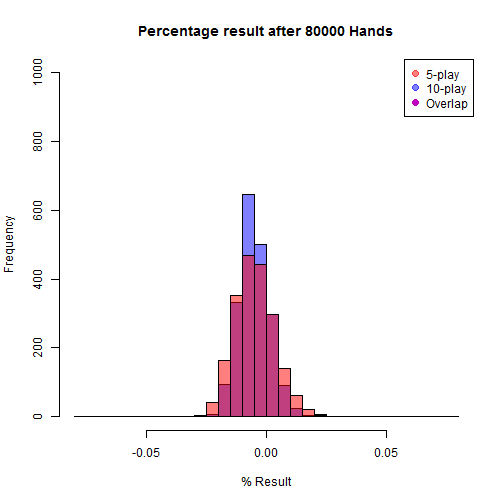 Percentage result after 80000 Hands
5-play
10-play
Overlap
Frequency
1000
800
600
400
200
0
-0.05
0.00
0.05
% Result